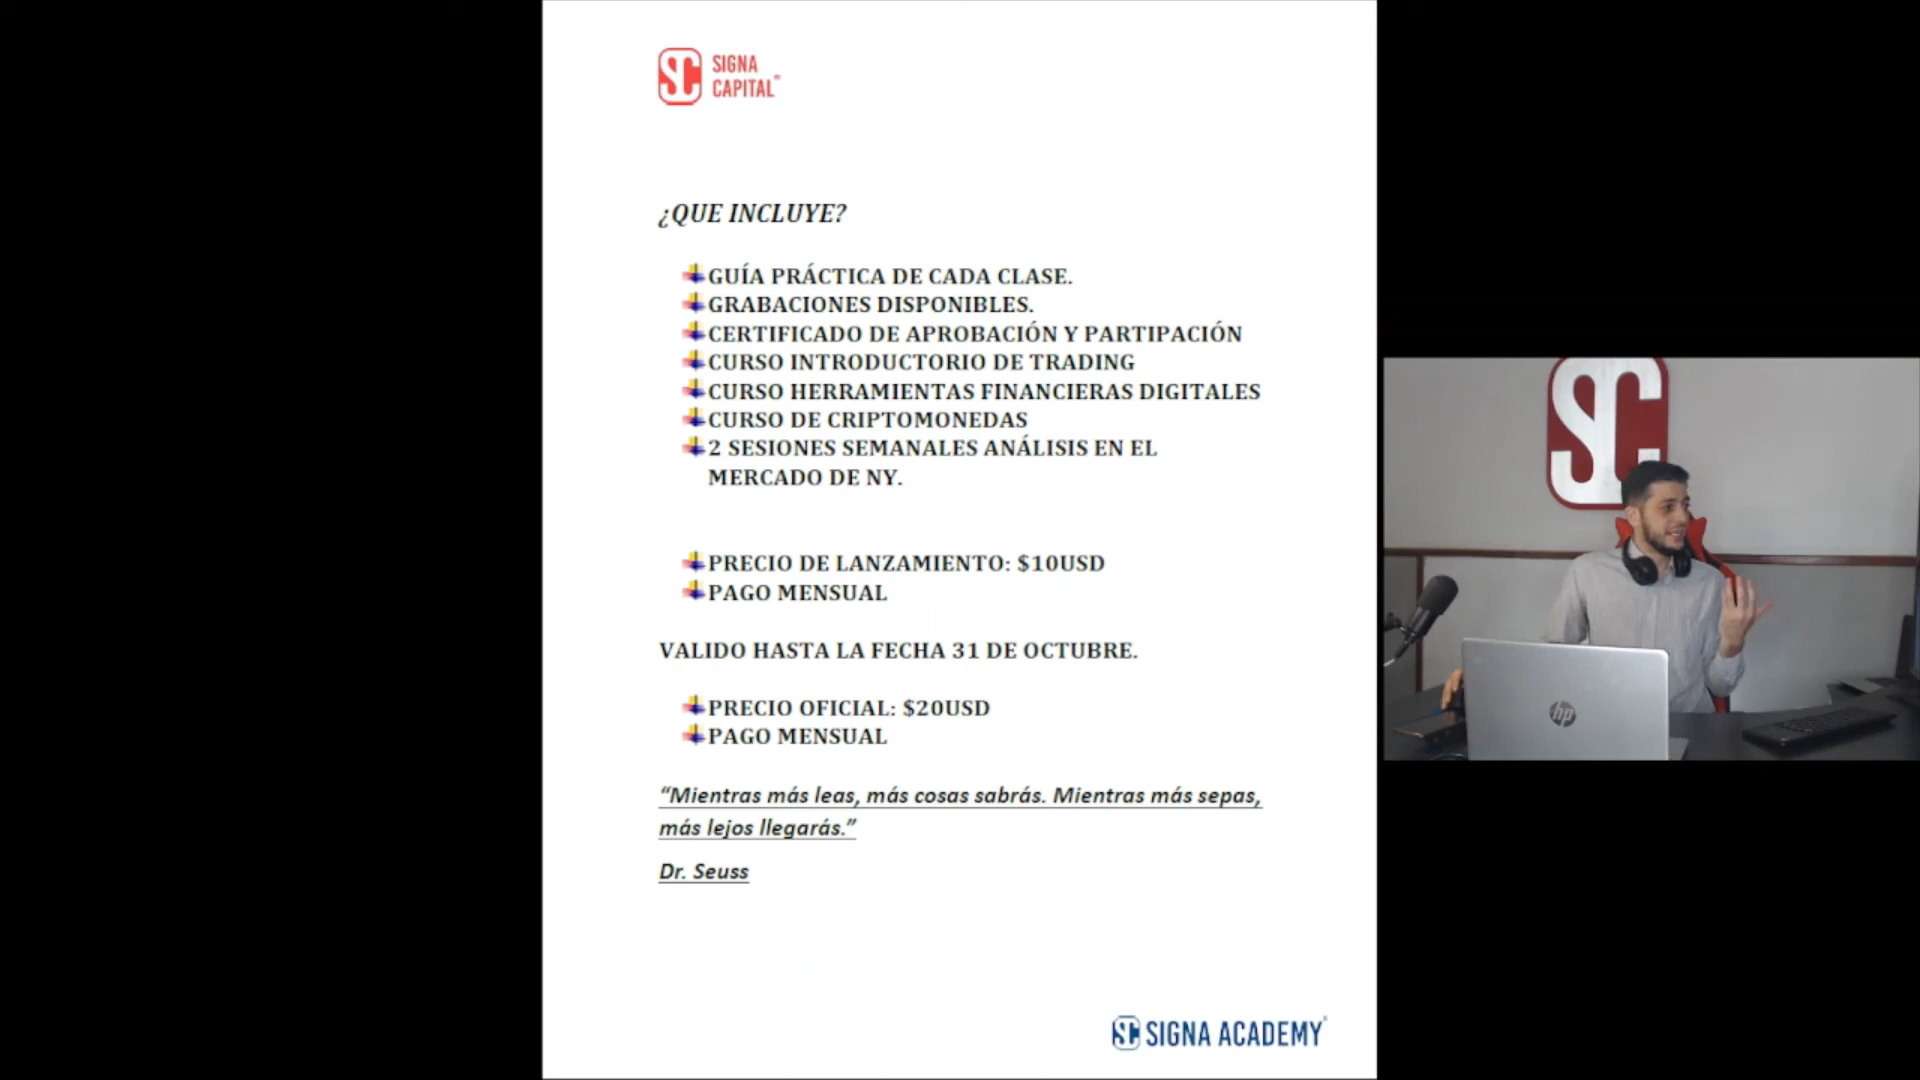 SIGNA
CAPITAL
¿QUE INCLUYE?
GUÍA PRÁCTICA DE CADA CLASE.
GRABACIONES DISPONIBLES.
CERTIFICADO DE APROBACIÓN Y PARTIPACIÓN
CURSO INTRODUCTORIO DE TRADING
CURSO HERRAMIENTAS FINANCIERAS DIGITALES
CURSO DE CRIPTOMONEDAS
2 SESIONES SEMANALES ANÁLISIS EN EL
MERCADO DE NY.
PRECIO DE LANZAMIENTO: $10USD
PAGO MENSUAL
VALIDO HASTA LA FECHA 31 DE OCTUBRE.
PRECIO OFICIAL: $20USD
PAGO MENSUAL
“Mientras más leas, más cosas sabrás. Mientras más sepas,
más lejos llegarás.”
Dr. Seuss
SC SIGNA ACADEMY
SC
hp